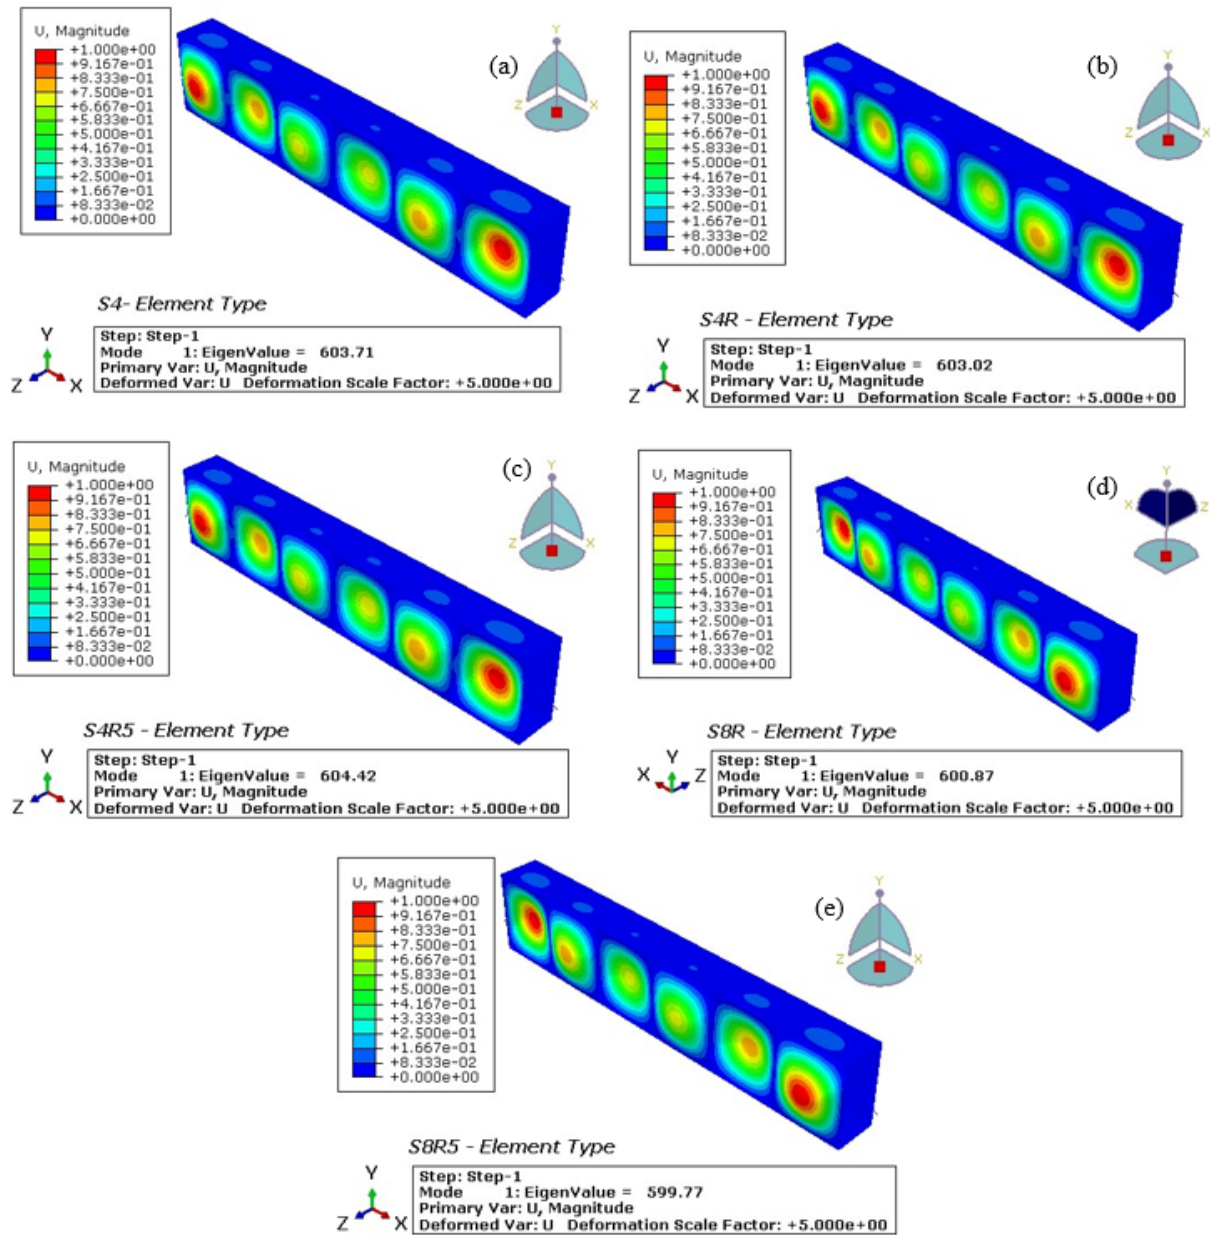 U, Magnitude
+1.000e+00
+9.167e-01
+8.333e-01
+7.500e-01
+6.667e-01
+5.833e-01
+5.000e-01
+4.167e-01
+3.333e-01
+2.500e-01
+1.667e-01
+8.333e-02
+0.000e+00
(a)
Y
Z X
S4- Element Type
Y
Z X
Step: Step-1
Mode 1: EigenValue = 603.71
Primary Var: U, Magnitude
Deformed Var: U Deformation Scale Factor: +5.000e+00
U, Magnitude
+1.000e+00
+9.167e-01
+8.333e-01
+7.500e-01
+6.667e-01
+5.833e-01
+5.000e-01
+4.167e-01
+3.333e-01
+2.500e-01
+1.667e-01
+8.333e-02
+0.000e+00
(b)
Y
Z X
S4R - Element Type
Y
Z X
Step: Step-1
Mode 1: EigenValue = 603.02
Primary Var: U, Magnitude
Deformed Var: U Deformation Scale Factor: +5.000e+00
U, Magnitude
+1.000e+00
+9.167e-01
+8.333e-01
+7.500e-01
+6.667e-01
+5.833e-01
+5.000e-01
+4.167e-01
+3.333e-01
+2.500e-01
+1.667e-01
+8.333e-02
+0.000e+00
(c)
Y
Z X
S4R5 - Element Type
Y
Z X
Step: Step-1
Mode 1: EigenValue = 604.42
Primary Var: U, Magnitude
Deformed Var: U Deformation Scale Factor: +5.000e+00
U, Magnitude
+1.000e+00
+9.167e-01
+8.333e-01
+7.500e-01
+6.667e-01
+5.833e-01
+5.000e-01
+4.167e-01
+3.333e-01
+2.500e-01
+1.667e-01
+8.333e-02
+0.000e+00
(d)
Y
X Z
S8R - Element Type
Y
X Z
Step: Step-1
Mode 1: EigenValue = 600.87
Primary Var: U, Magnitude
Deformed Var: U Deformation Scale Factor: +5.000e+00
U, Magnitude
+1.000e+00
+9.167e-01
+8.333e-01
+7.500e-01
+6.667e-01
+5.833e-01
+5.000e-01
+4.167e-01
+3.333e-01
+2.500e-01
+1.667e-01
+8.333e-02
+0.000e+00
(e)
Y
Z X
S8R5 - Element Type
Y
Z X
Step: Step-1
Mode 1: EigenValue = 599.77
Primary Var: U, Magnitude
Deformed Var: U Deformation Scale Factor: +5.000e+00